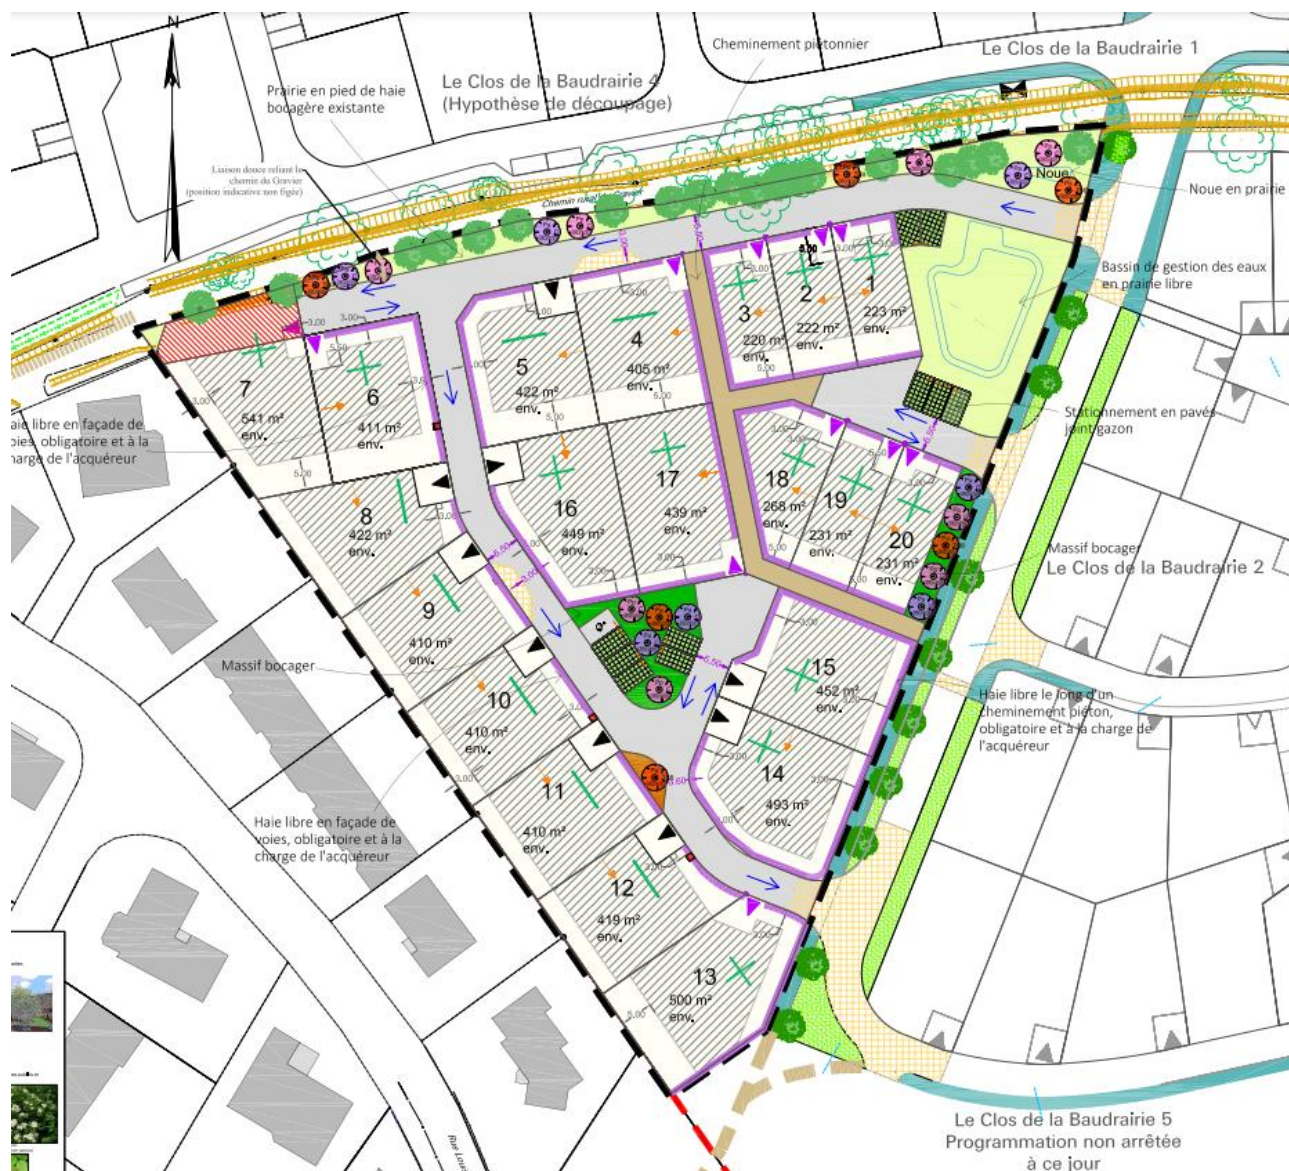 N
Le Clos de la Baudrairie 4
(Hypothèse de découpage)
Cheminement piétonnier
Le Clos de la Baudrairie 1
Prairie en pied de haie
bocagère existante
Liaison douce reliant le
chemin du Gravier
(position indicative non figée)
Chemin rural
Noue
Noue en prairie
Bassin de gestion des eaux
en prairie libre
Stationnement en pavés
joint gazon
Massif bocager
Le Clos de la Baudrairie 2
Haie libre le long d'un
cheminement piéton,
obligatoire et à la charge de
l'acquéreur
haie libre en façade de
voies, obligatoire et à la
charge de l'acquéreur
Massif bocager
Haie libre en façade de
voies, obligatoire et à la
charge de l'acquéreur
1
223 m²
env.
2
222 m²
env.
3
220 m²
env.
4
405 m²
env.
5
422 m²
env.
6
411 m²
env.
7
541 m²
env.
8
422 m²
env.
9
410 m²
env.
10
410 m²
env.
11
410 m²
env.
12
419 m²
env.
13
500 m²
env.
14
493 m²
env.
15
452 m²
env.
16
449 m²
env.
17
439 m²
env.
18
268 m²
env.
19
231 m²
env.
20
231 m²
env.
3.00
5.00
5.50
Le Clos de la Baudrairie 5
Programmation non arrêtée
à ce jour